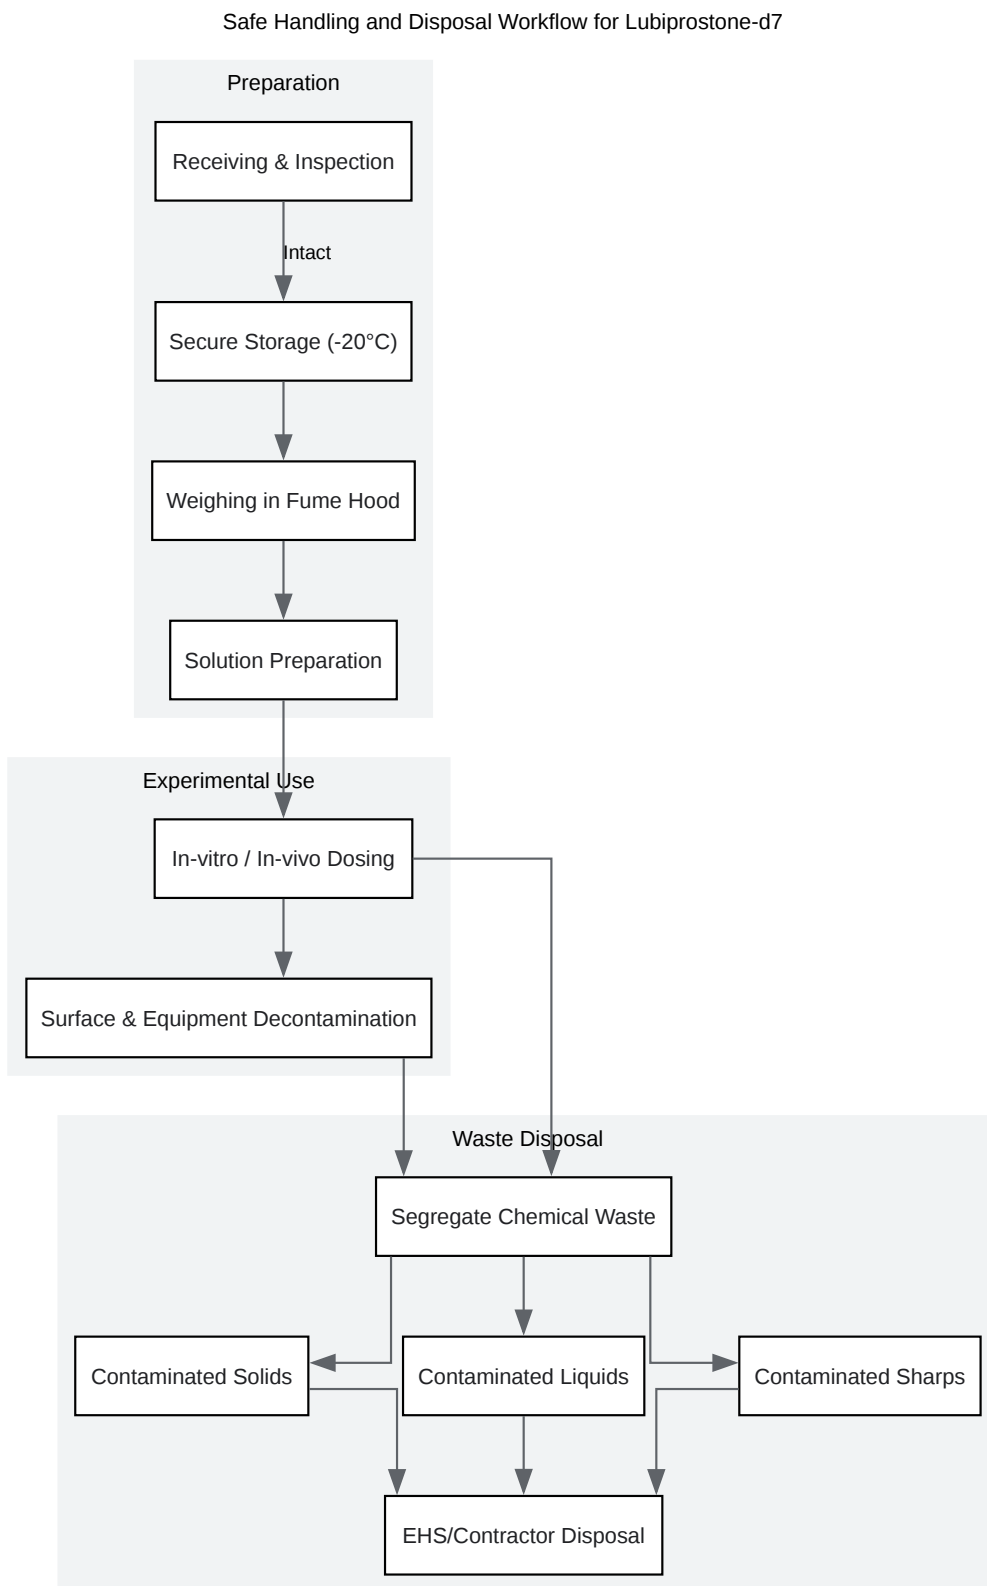 Safe Handling and Disposal Workflow for Lubiprostone-d7
Preparation
Receiving & Inspection
Intact
Secure Storage (-20°C)
Weighing in Fume Hood
Solution Preparation
Experimental Use
In-vitro / In-vivo Dosing
Surface & Equipment Decontamination
Waste Disposal
Segregate Chemical Waste
Contaminated Solids
Contaminated Liquids
Contaminated Sharps
EHS/Contractor Disposal